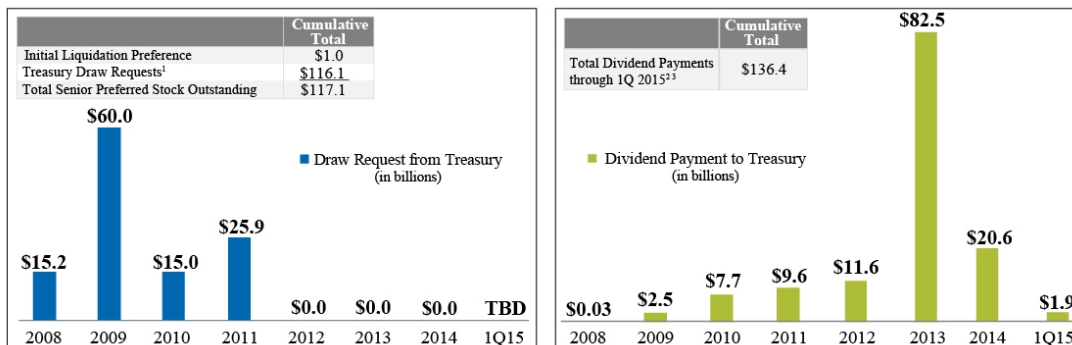 Cumulative Total
Initial Liquidation Preference $1.0
Treasury Draw Requests¹ $116.1
Total Senior Preferred Stock Outstanding $117.1
$60.0
Draw Request from Treasury
(in billions)
$25.9
$15.2
$15.0
$0.0 $0.0 $0.0 TBD
2008 2009 2010 2011 2012 2013 2014 1Q15
$82.5
Cumulative Total
Total Dividend Payments
through 1Q 2015²³
$136.4
Dividend Payment to Treasury
(in billions)
$20.6
$11.6
$9.6
$7.7
$2.5
$0.03
$1.9
2008 2009 2010 2011 2012 2013 2014 1Q15